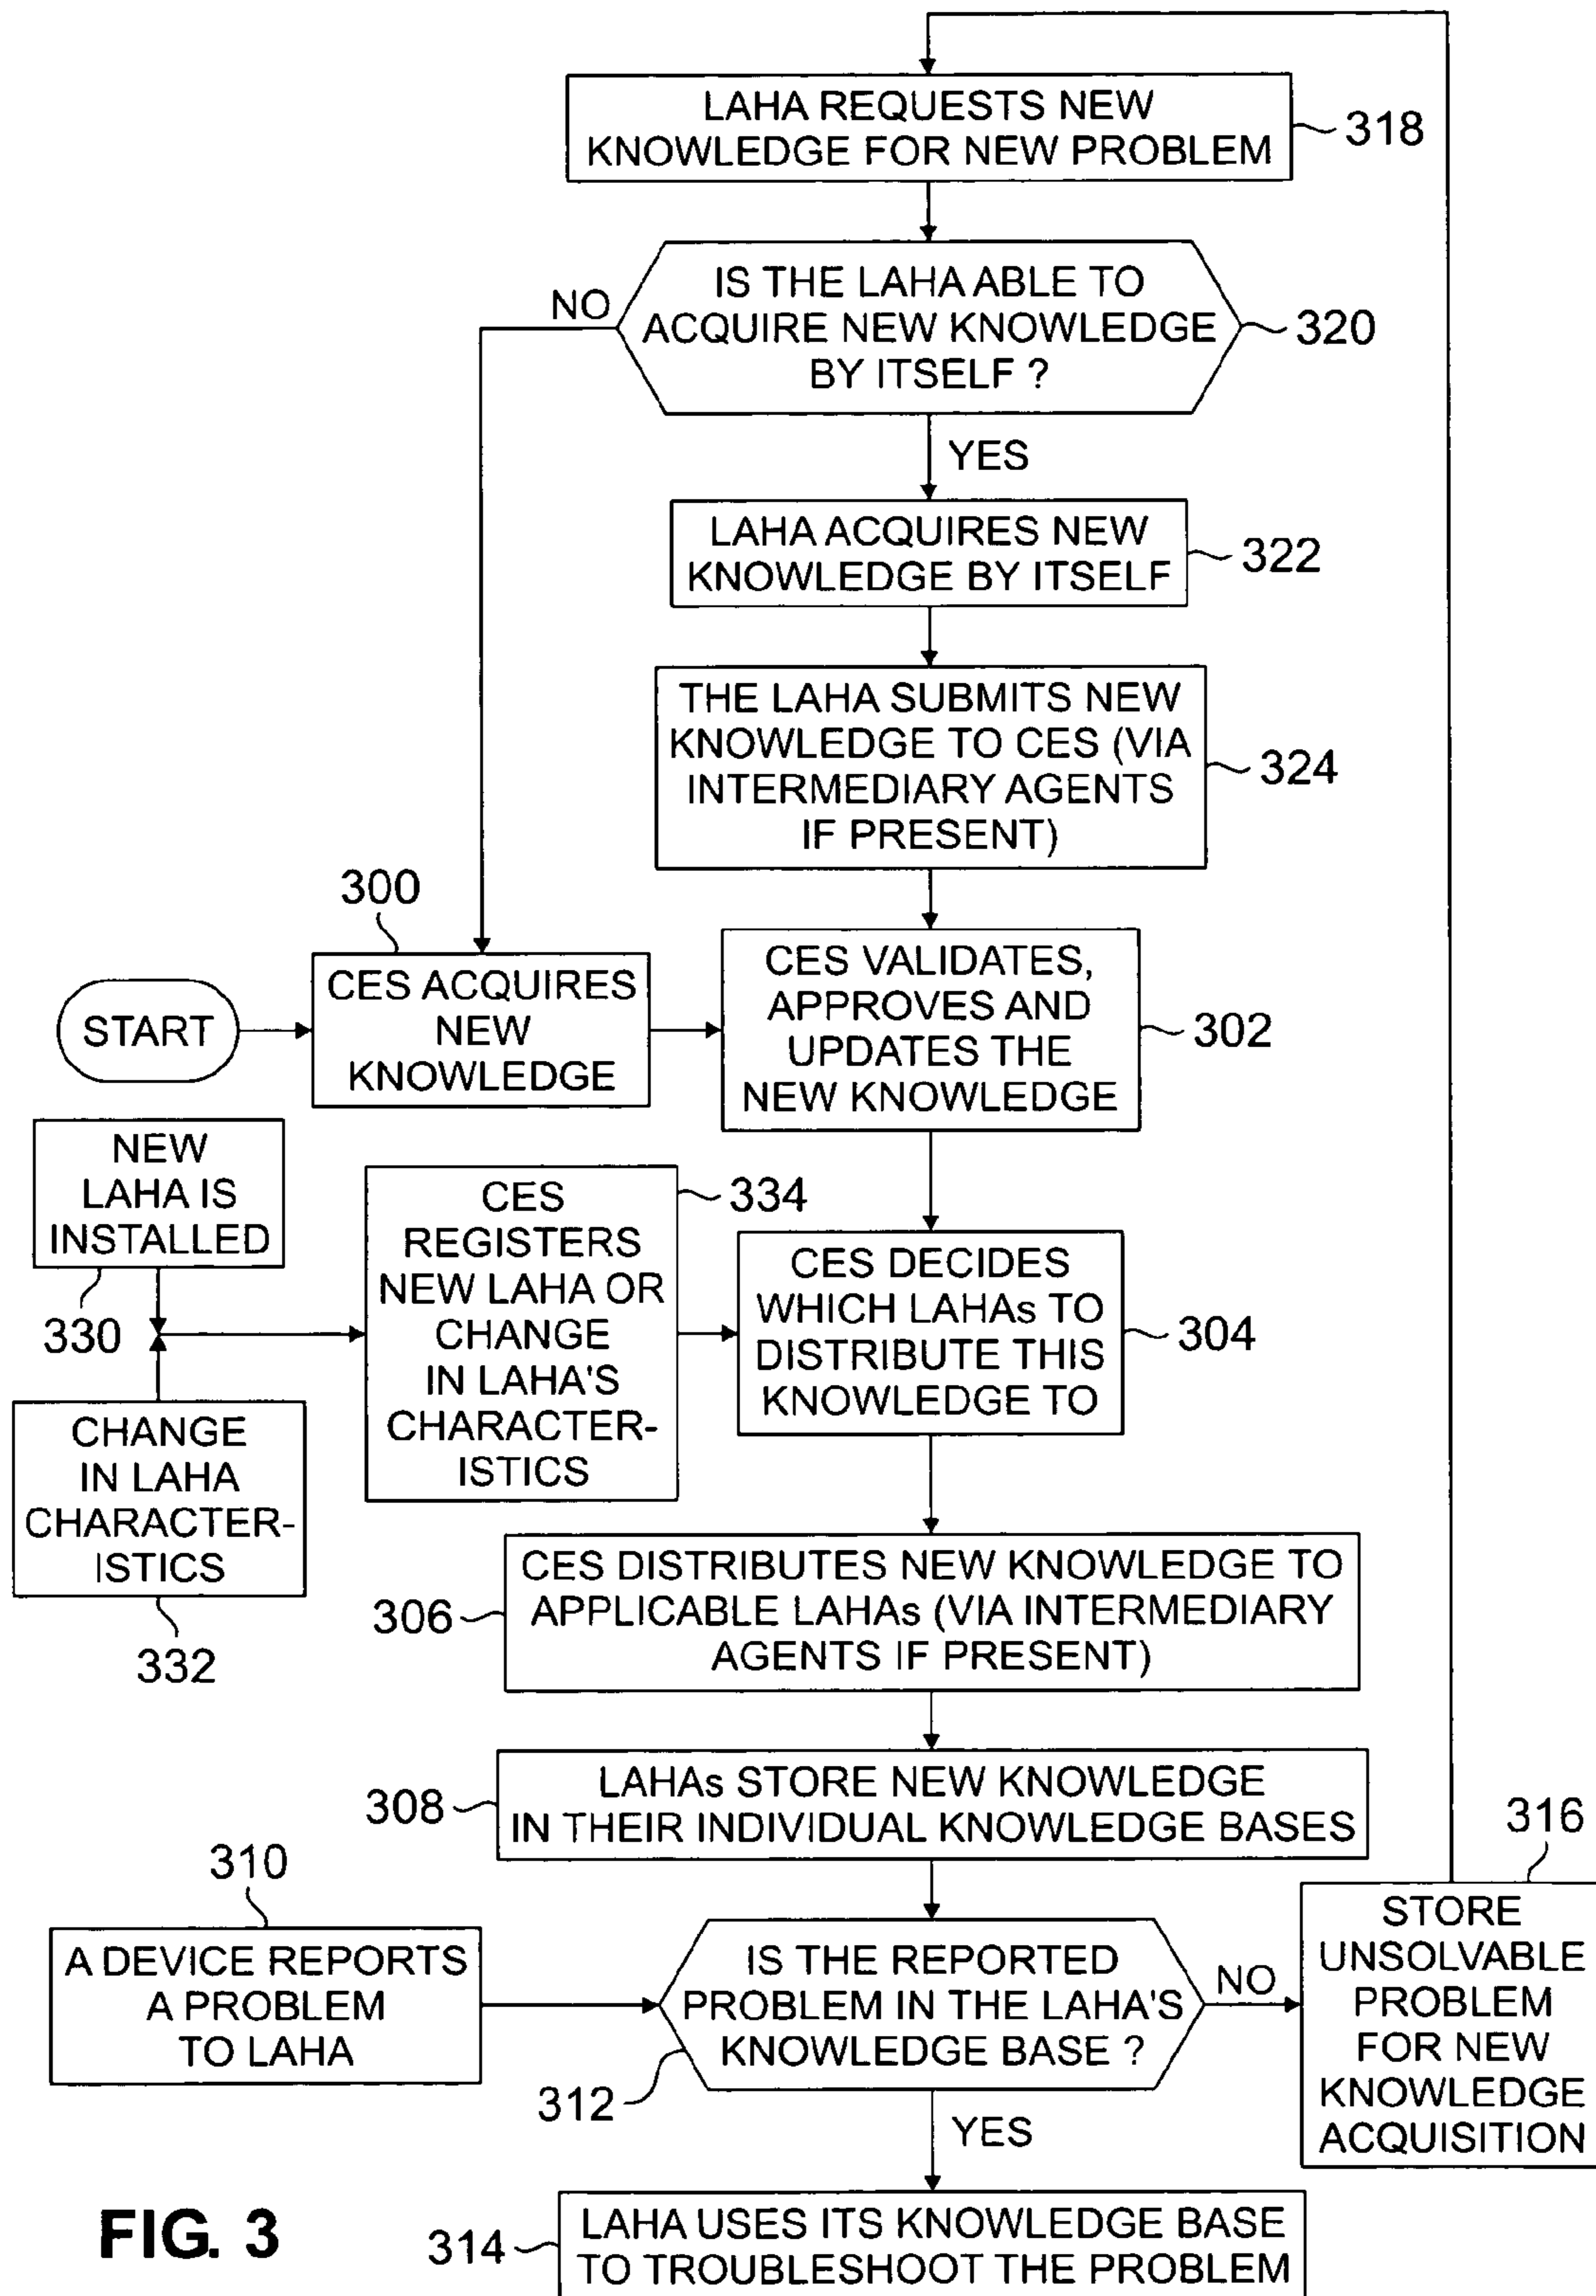 LAHA REQUESTS NEW
KNOWLEDGE FOR NEW PROBLEM
318
IS THE LAHA ABLE TO
ACQUIRE NEW KNOWLEDGE
BY ITSELF ?
320
NO
YES
LAHA ACQUIRES NEW
KNOWLEDGE BY ITSELF
322
THE LAHA SUBMITS NEW
KNOWLEDGE TO CES (VIA
INTERMEDIARY AGENTS
IF PRESENT)
324
START
300
CES ACQUIRES
NEW
KNOWLEDGE
CES VALIDATES,
APPROVES AND
UPDATES THE
NEW KNOWLEDGE
302
NEW
LAHA IS
INSTALLED
330
CHANGE
IN LAHA
CHARACTER-
ISTICS
332
CES
REGISTERS
NEW LAHA OR
CHANGE
IN LAHA'S
CHARACTER-
ISTICS
334
CES DECIDES
WHICH LAHAs TO
DISTRIBUTE THIS
KNOWLEDGE TO
304
CES DISTRIBUTES NEW KNOWLEDGE TO
APPLICABLE LAHAs (VIA INTERMEDIARY
AGENTS IF PRESENT)
306
LAHAs STORE NEW KNOWLEDGE
IN THEIR INDIVIDUAL KNOWLEDGE BASES
308
310
A DEVICE REPORTS
A PROBLEM
TO LAHA
IS THE REPORTED
PROBLEM IN THE LAHA'S
KNOWLEDGE BASE ?
312
NO
316
STORE
UNSOLVABLE
PROBLEM
FOR NEW
KNOWLEDGE
ACQUISITION
YES
LAHA USES ITS KNOWLEDGE BASE
TO TROUBLESHOOT THE PROBLEM
314
FIG. 3